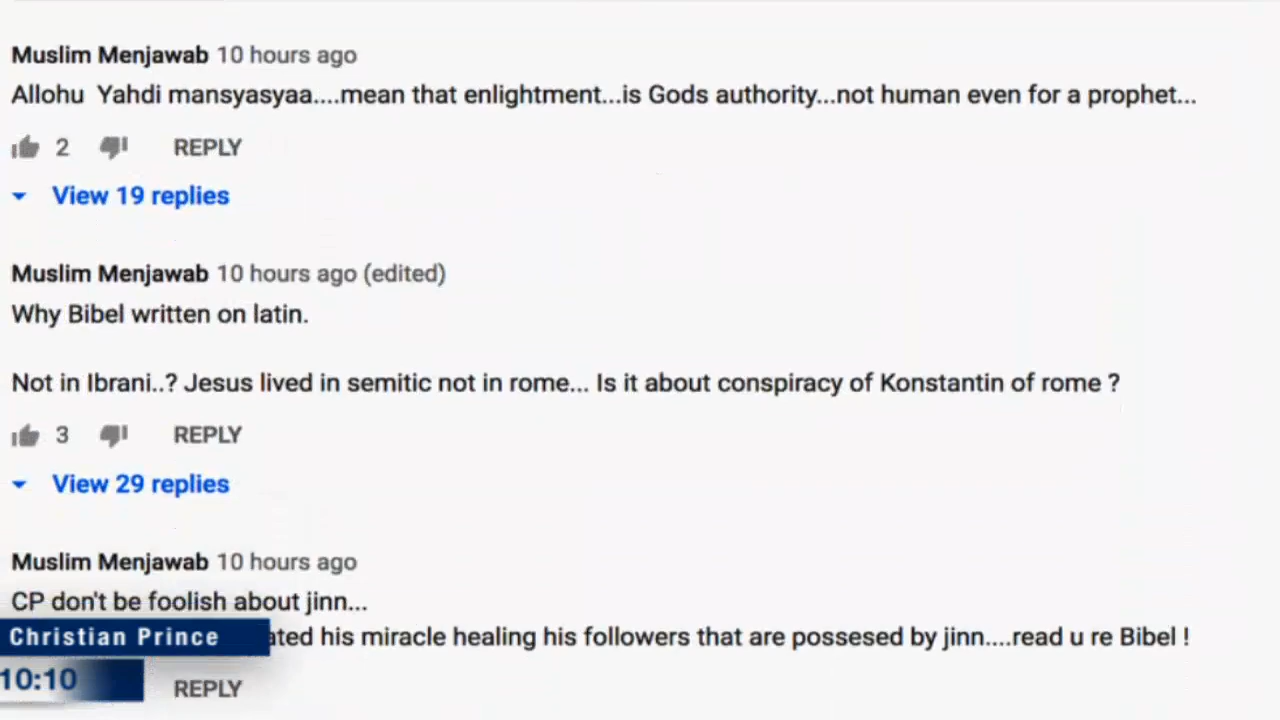 Muslim Menjawab 10 hours ago
Allohu Yahdi mansyasyaa....mean that enlightment...is Gods authority...not human even for a prophet...
2 REPLY
View 19 replies
Muslim Menjawab 10 hours ago (edited)
Why Bibel written on latin.
Not in Ibrani..? Jesus lived in semitic not in rome... Is it about conspiracy of Konstantin of rome ?
3 REPLY
View 29 replies
Muslim Menjawab 10 hours ago
CP don't be foolish about jinn...
Christian Prince ated his miracle healing his followers that are possesed by jinn....read u re Bibel !
10:10 REPLY